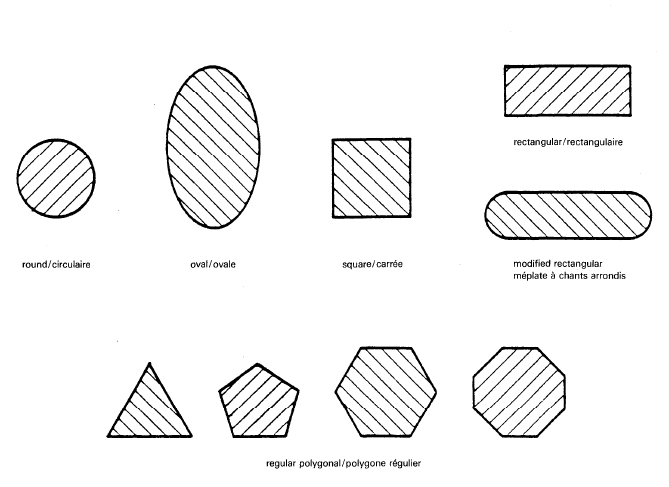 rectangular/rectangulaire
round/circulaire
oval/ovale
square/carrée
modified rectangular
méplate à chants arrondis
regular polygonal/polygone régulier